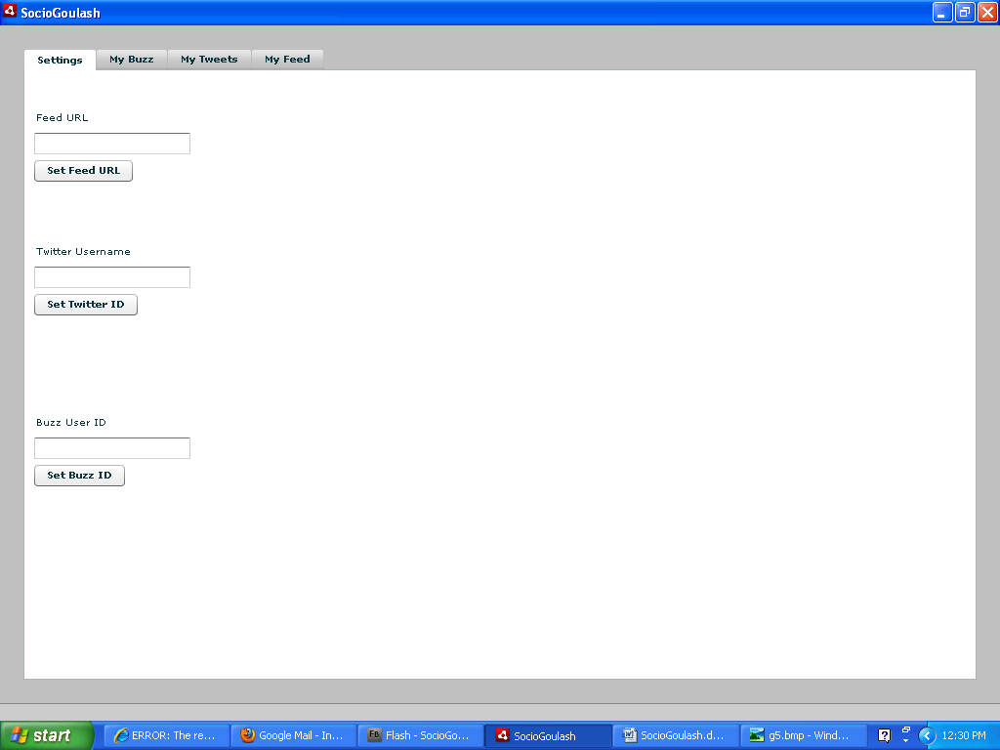 SocioGoulash
Settings My Buzz My Tweets My Feed
Feed URL
Set Feed URL
Twitter Username
Set Twitter ID
Buzz User ID
Set Buzz ID
start ERROR: The re... Google Mail - In... FB Flash - SocioGo... SocioGoulash SocioGoulash.d... g5.bmp - Wind... 12:30 PM